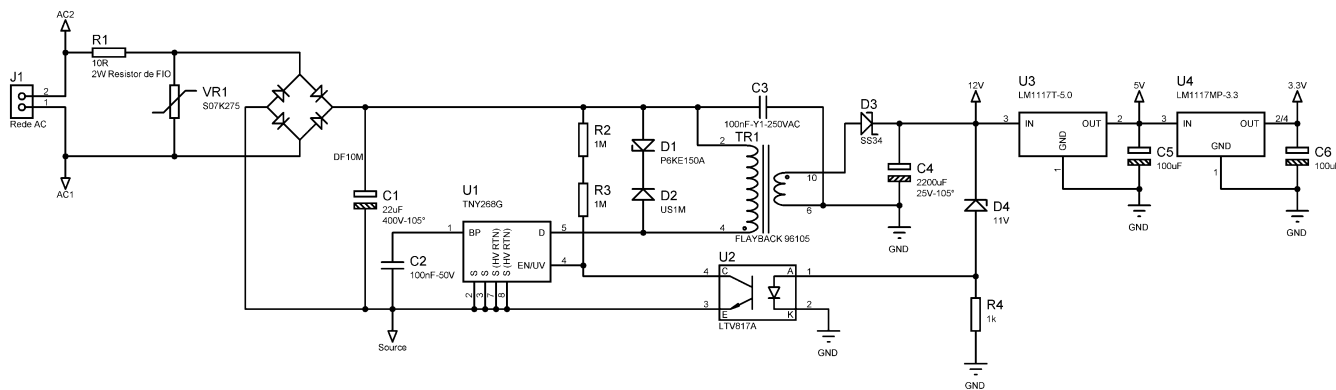 AC2
R1
10R
2W Resistor de FIO
J1
2
1
Rede AC
VR1
S07K275
AC1
DF10M
C1
22uF
400V-105°
C2
100nF-50V
Source
U1
TNY268G
1
BP
D
5
EN/UV
4
S
S
S (HV RTN)
S (HV RTN)
2
3
7
8
R2
1M
R3
1M
D1
P6KE150A
D2
US1M
C3
100nF-Y1-250VAC
TR1
2
4
10
6
FLAYBACK 96105
U2
4
C
A
1
3
E
K
2
LTV817A
GND
D3
SS34
C4
2200uF
25V-105°
GND
12V
D4
11V
R4
1k
GND
U3
LM1117T-5.0
3
IN
OUT
2
GND
1
5V
C5
100uF
GND
U4
LM1117MP-3.3
3
IN
OUT
2/4
GND
1
3.3V
C6
100u
GND